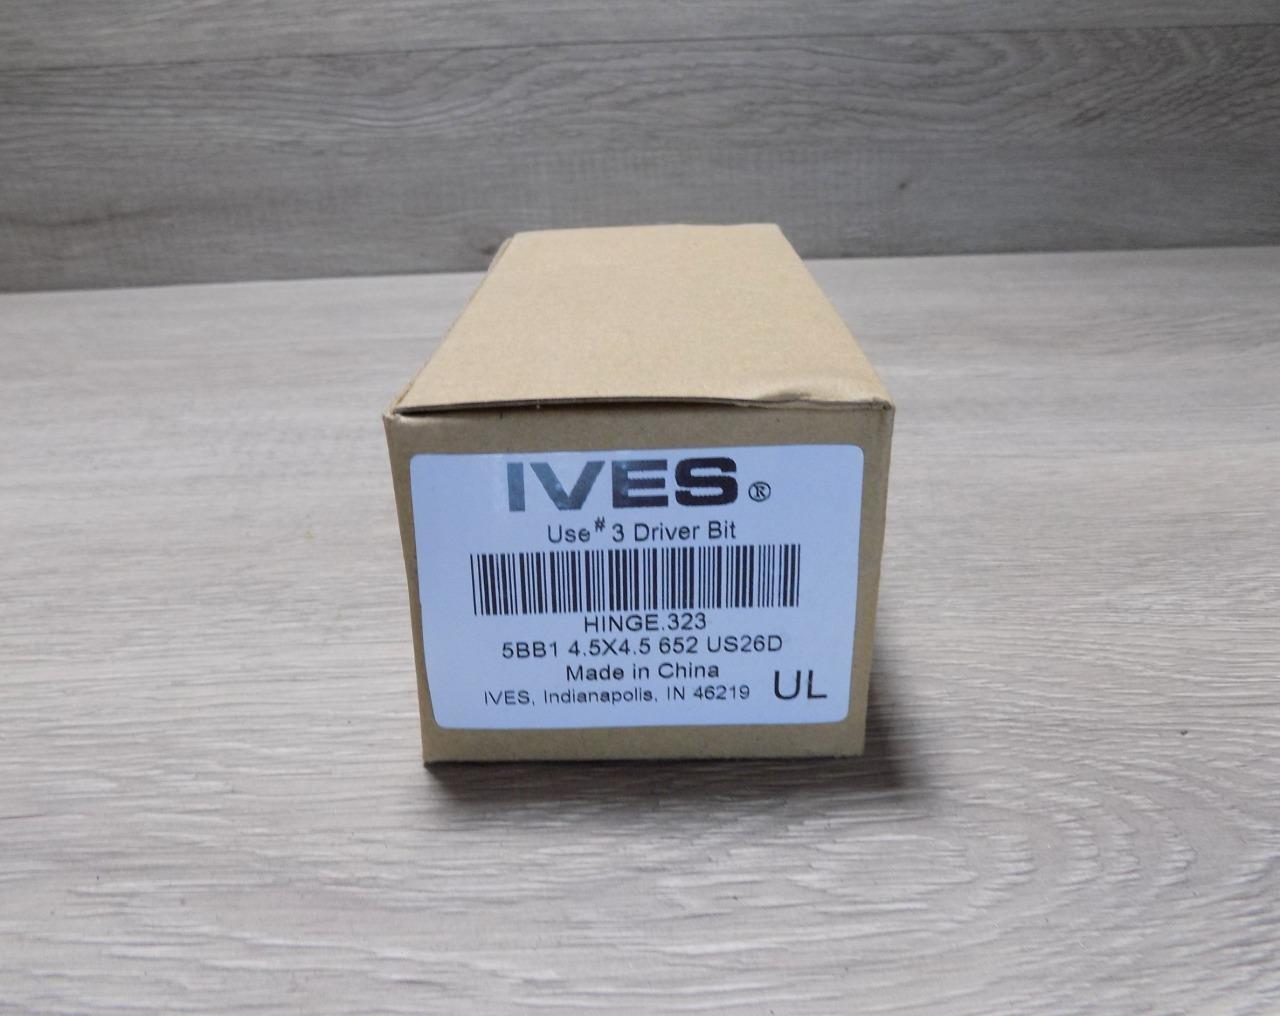 IVES ®
Use # 3 Driver Bit
HINGE.323
5BB1 4.5X4.5 652 US26D
Made in China
IVES, Indianapolis, IN 46219
UL